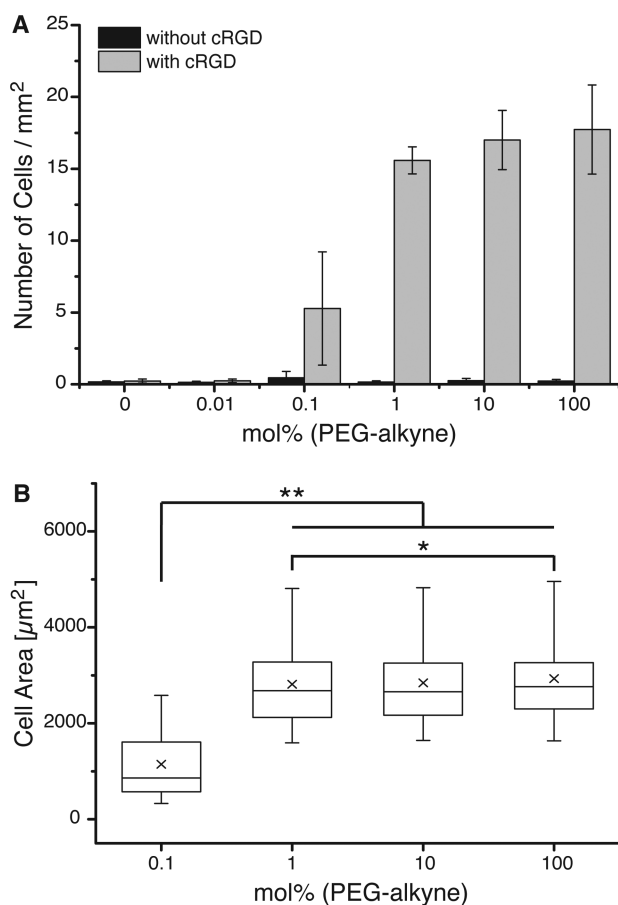 A
without cRGD
with cRGD
Number of Cells / mm²
25
20
15
10
5
0
0 0.01 0.1 1 10 100
mol% (PEG-alkyne)
B
**
*
Cell Area [µm²]
6000
4000
2000
0
0.1 1 10 100
mol% (PEG-alkyne)